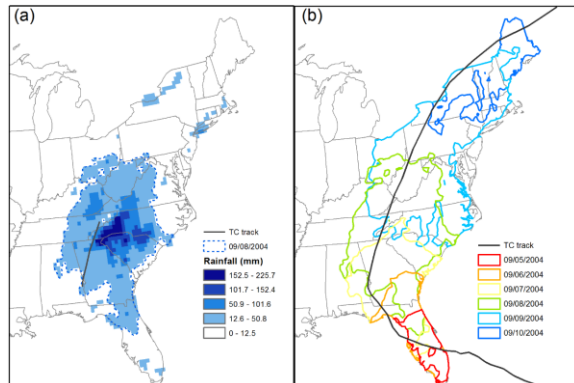 (a)
TC track
09/08/2004
Rainfall (mm)
152.5 - 225.7
101.7 - 152.4
50.9 - 101.6
12.6 - 50.8
0 - 12.5
(b)
TC track
09/05/2004
09/06/2004
09/07/2004
09/08/2004
09/09/2004
09/10/2004